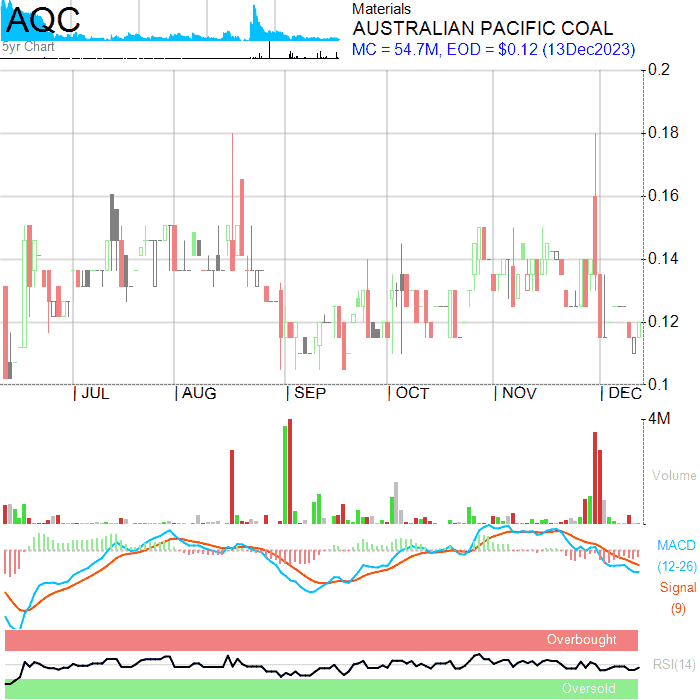 AQC
5yr Chart
Materials
AUSTRALIAN PACIFIC COAL
MC = 54.7M, EOD = $0.12 (13Dec2023)
0.2
0.18
0.16
0.14
0.12
0.1
JUL AUG SEP OCT NOV DEC
4M
Volume
MACD
(12-26)
Signal
(9)
Overbought
RSI(14)
Oversold